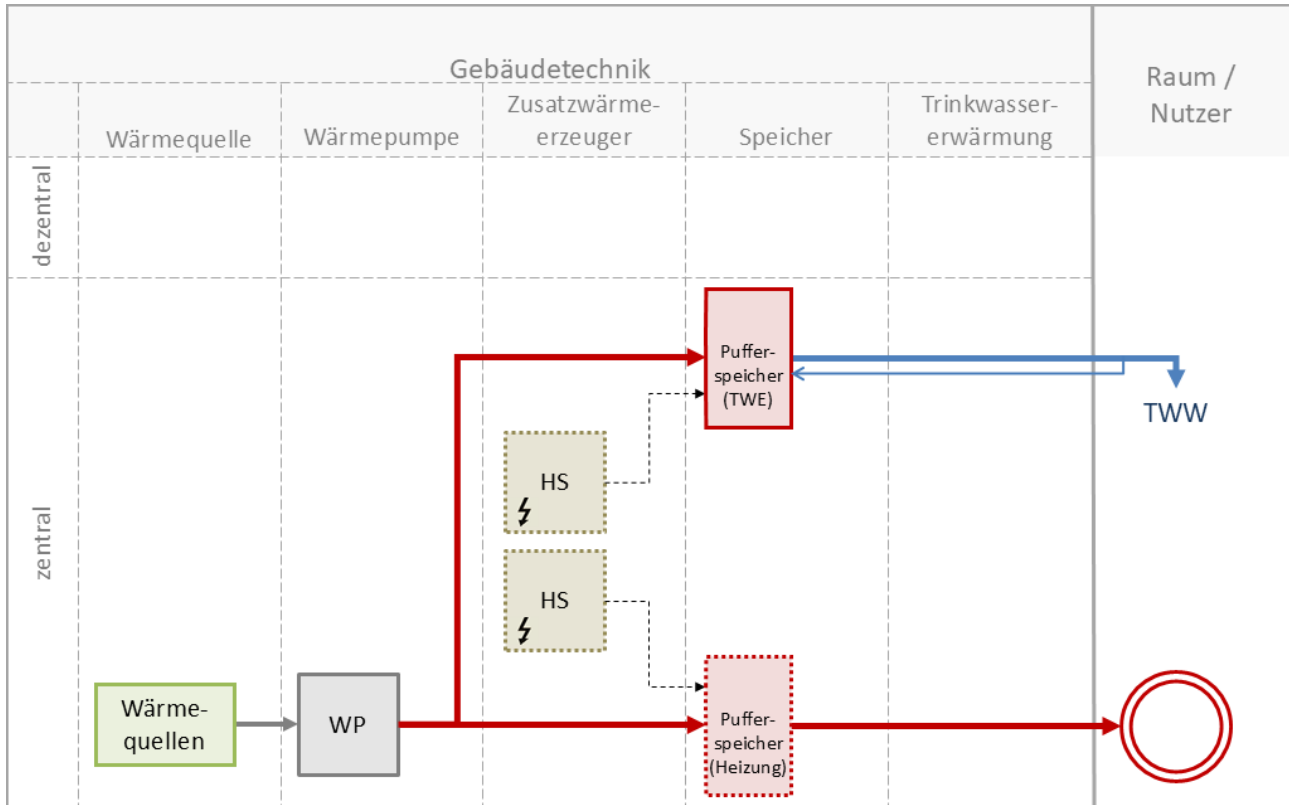 Gebäudetechnik
Raum /
Nutzer
Wärmequelle
Wärmepumpe
Zusatzwärme-
erzeuger
Speicher
Trinkwasser-
erwärmung
dezentral
zentral
Puffer-
speicher
(TWE)
TWW
HS
HS
Wärme-
quellen
WP
Puffer-
speicher
(Heizung)